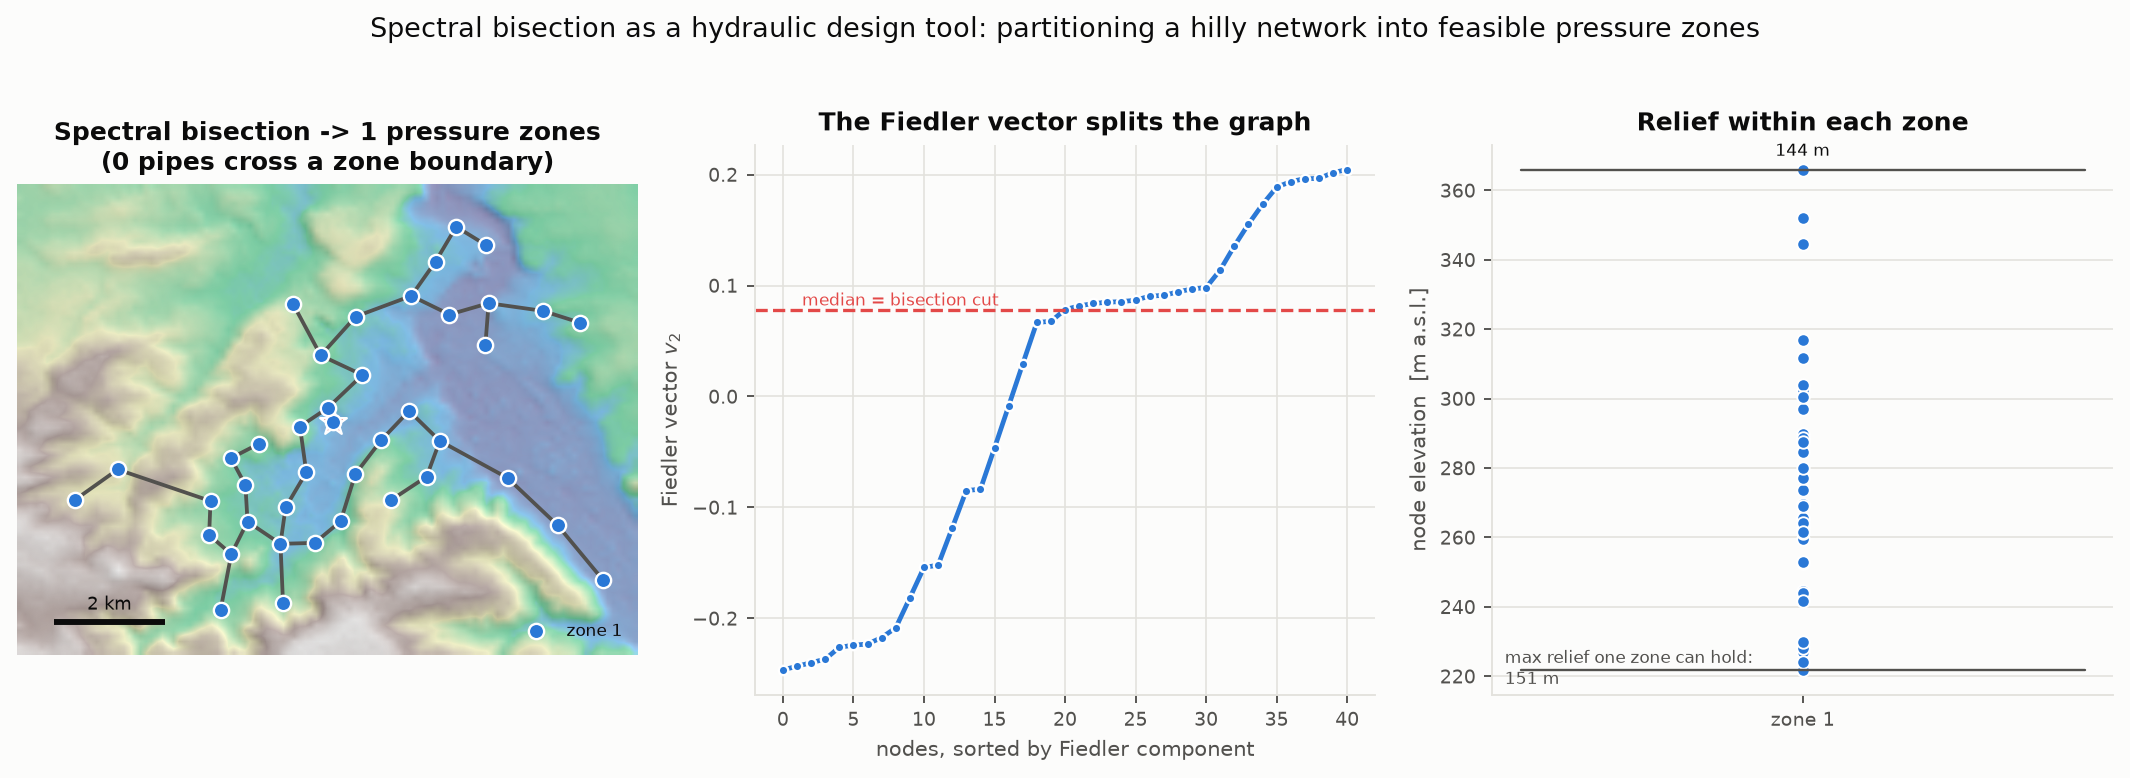 Spectral bisection as a hydraulic design tool: partitioning a hilly network into feasible pressure zones
Spectral bisection -> 1 pressure zones
(0 pipes cross a zone boundary)
2 km
zone 1
The Fiedler vector splits the graph
Fiedler vector v₂
0.2
0.1
0.0
−0.1
−0.2
median = bisection cut
0 5 10 15 20 25 30 35 40
nodes, sorted by Fiedler component
Relief within each zone
144 m
node elevation [m a.s.l.]
360
340
320
300
280
260
240
220
max relief one zone can hold:
151 m
zone 1